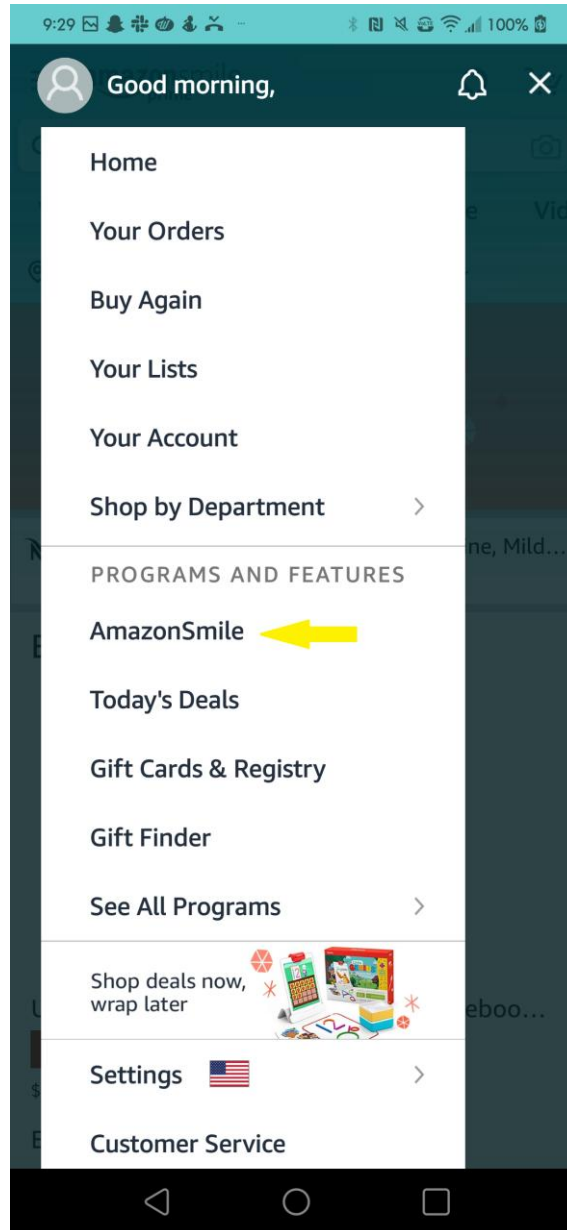 9:29
100%
Good morning,
Home
Your Orders
Buy Again
Your Lists
Your Account
Shop by Department
PROGRAMS AND FEATURES
AmazonSmile
Today's Deals
Gift Cards & Registry
Gift Finder
See All Programs
Shop deals now,
wrap later
Settings
Customer Service